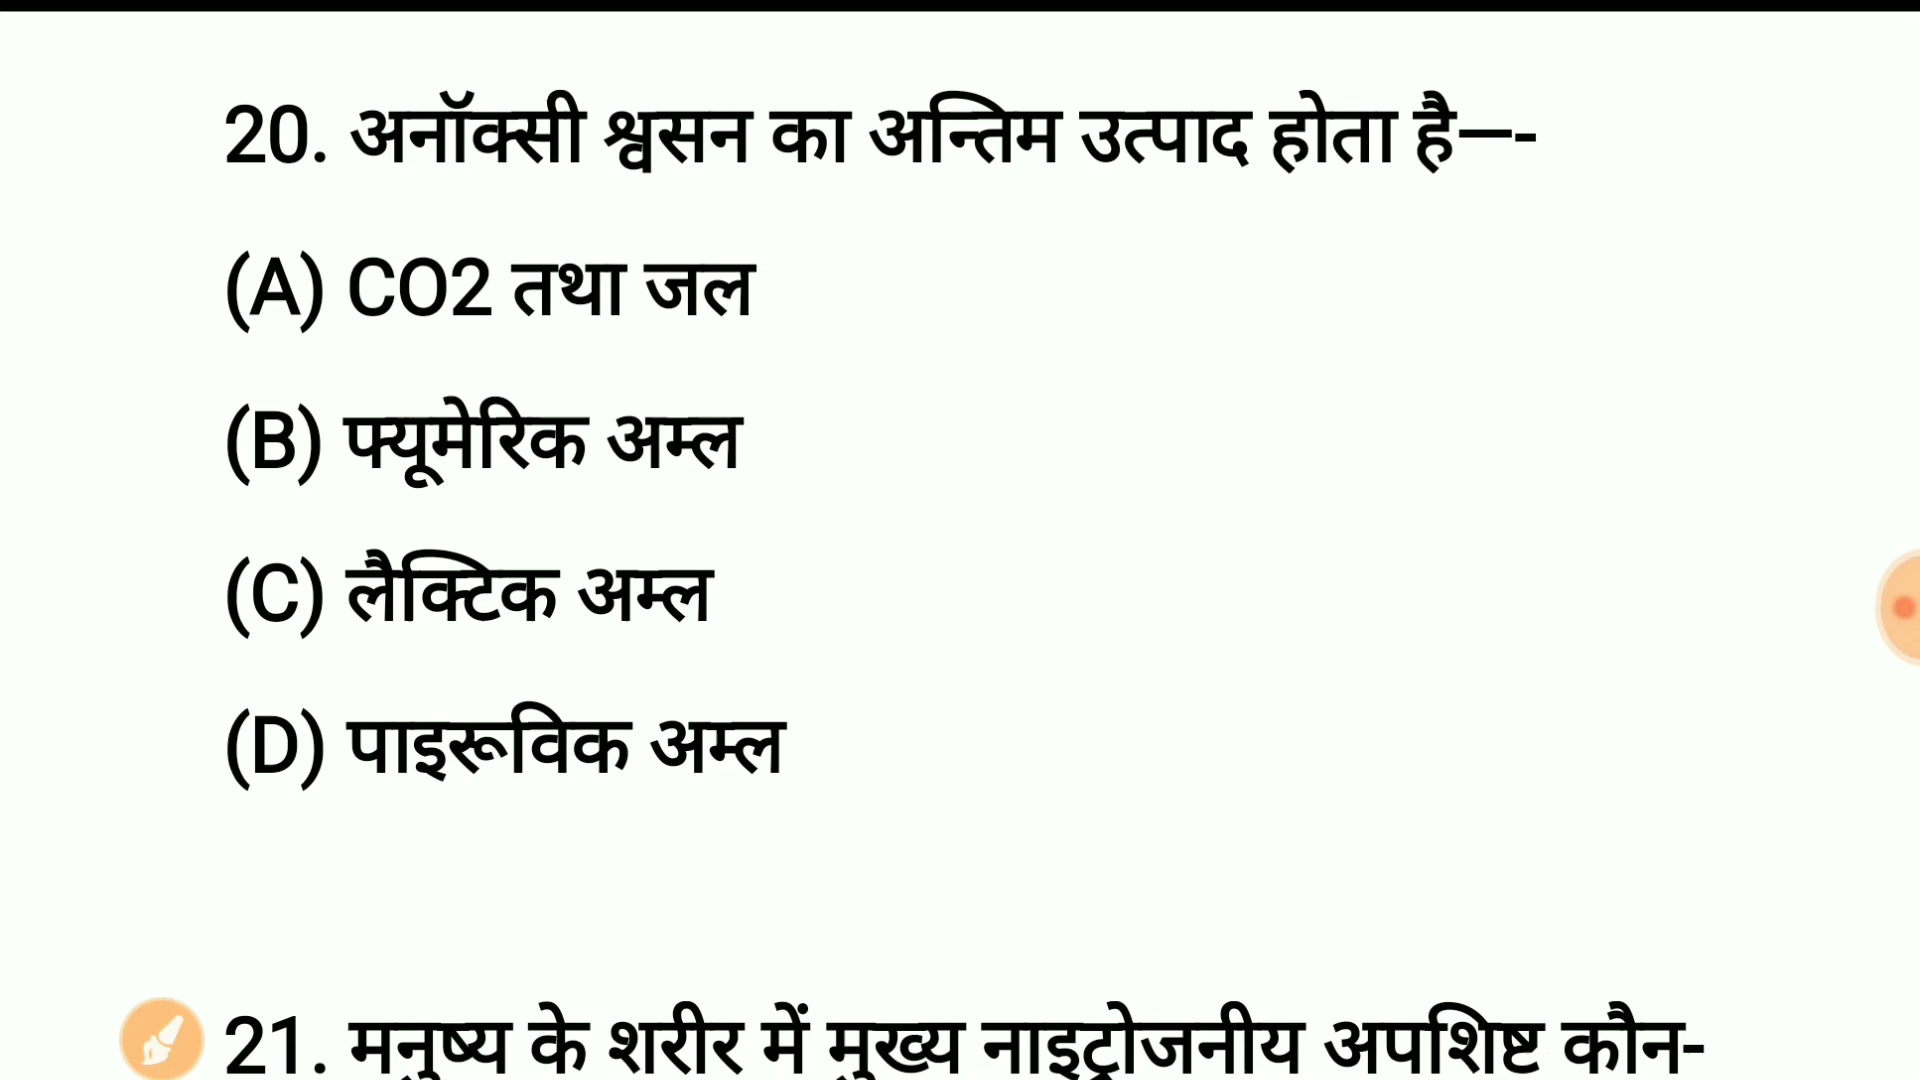 20. अनॉक्सी श्वसन का अन्तिम उत्पाद होता है—-
(A) CO2 तथा जल
(B) फ्यूमेरिक अम्ल
(C) लैक्टिक अम्ल
(D) पाइरूविक अम्ल
21. मनुष्य के शरीर में मुख्य नाइट्रोजनीय अपशिष्ट कौन-